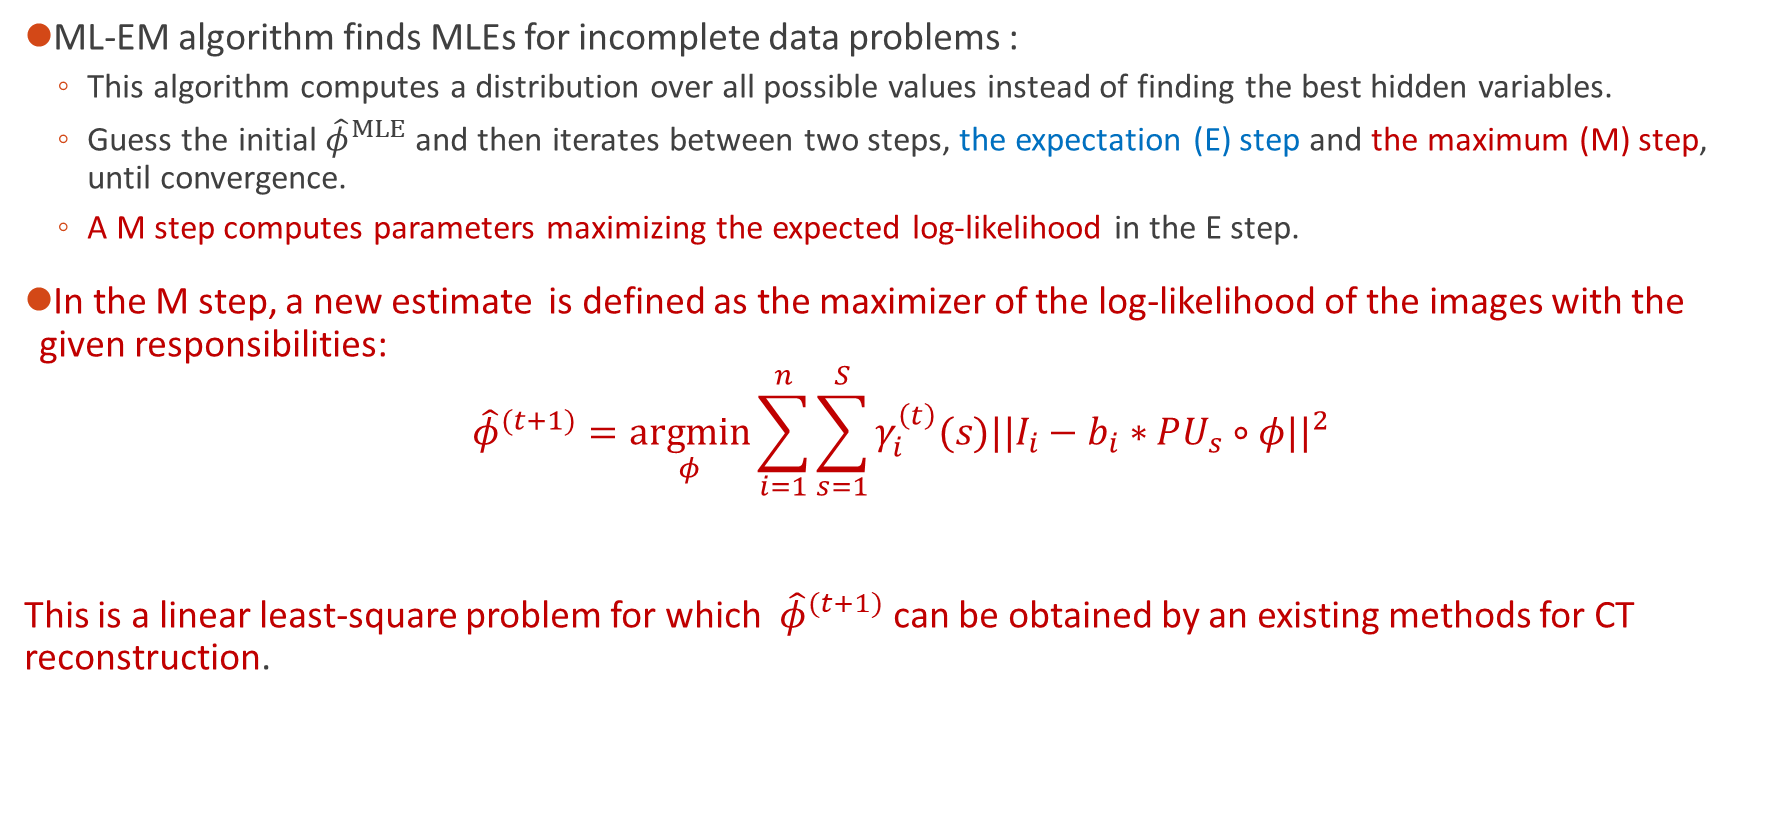 ●ML-EM algorithm finds MLEs for incomplete data problems :
◦ This algorithm computes a distribution over all possible values instead of finding the best hidden variables.
◦ Guess the initial ϕ̂^MLE and then iterates between two steps, the expectation (E) step and the maximum (M) step,
until convergence.
◦ A M step computes parameters maximizing the expected log-likelihood in the E step.
●In the M step, a new estimate is defined as the maximizer of the log-likelihood of the images with the
given responsibilities:
ϕ̂^(t+1) = argmin_ϕ ∑_{i=1}^{n} ∑_{s=1}^{S} γ_i^(t)(s)||I_i − b_i ∗ PU_s ∘ ϕ||²
This is a linear least-square problem for which ϕ̂^(t+1) can be obtained by an existing methods for CT
reconstruction.